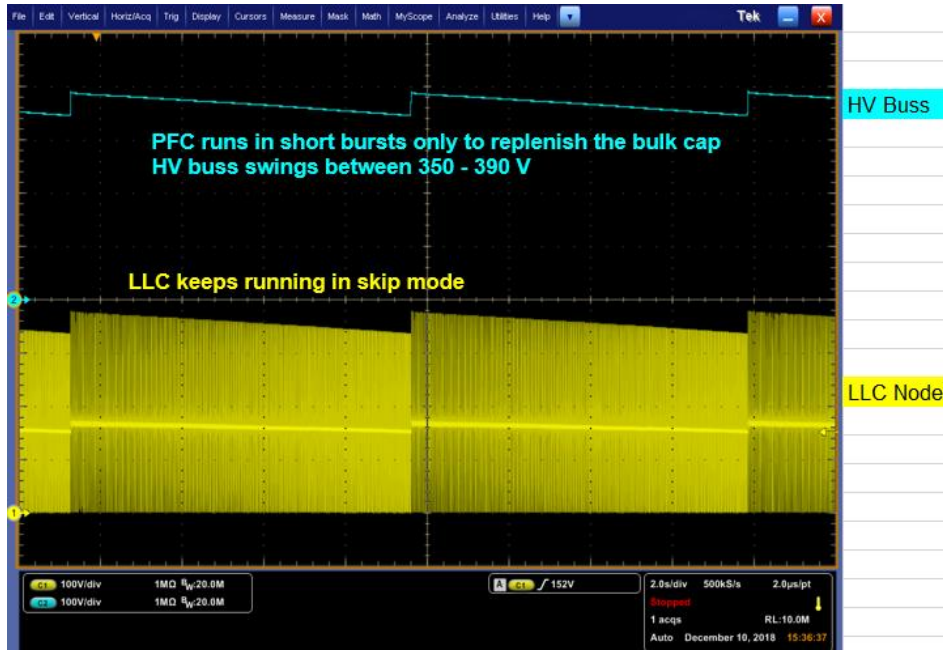 File Edit Vertical Horiz/Acq Trig Display Cursors Measure Mask Math MyScope Analyze Utilities Help Tek X
HV Buss
PFC runs in short bursts only to replenish the bulk cap
HV buss swings between 350 - 390 V
LLC keeps running in skip mode
2
LLC Node
1
C1 100V/div 1MΩ BW:20.0M
C2 100V/div 1MΩ BW:20.0M
A C1 152V
2.0s/div 500kS/s 2.0µs/pt
Stopped
1 acqs RL:10.0M
Auto December 10, 2018 15:36:37